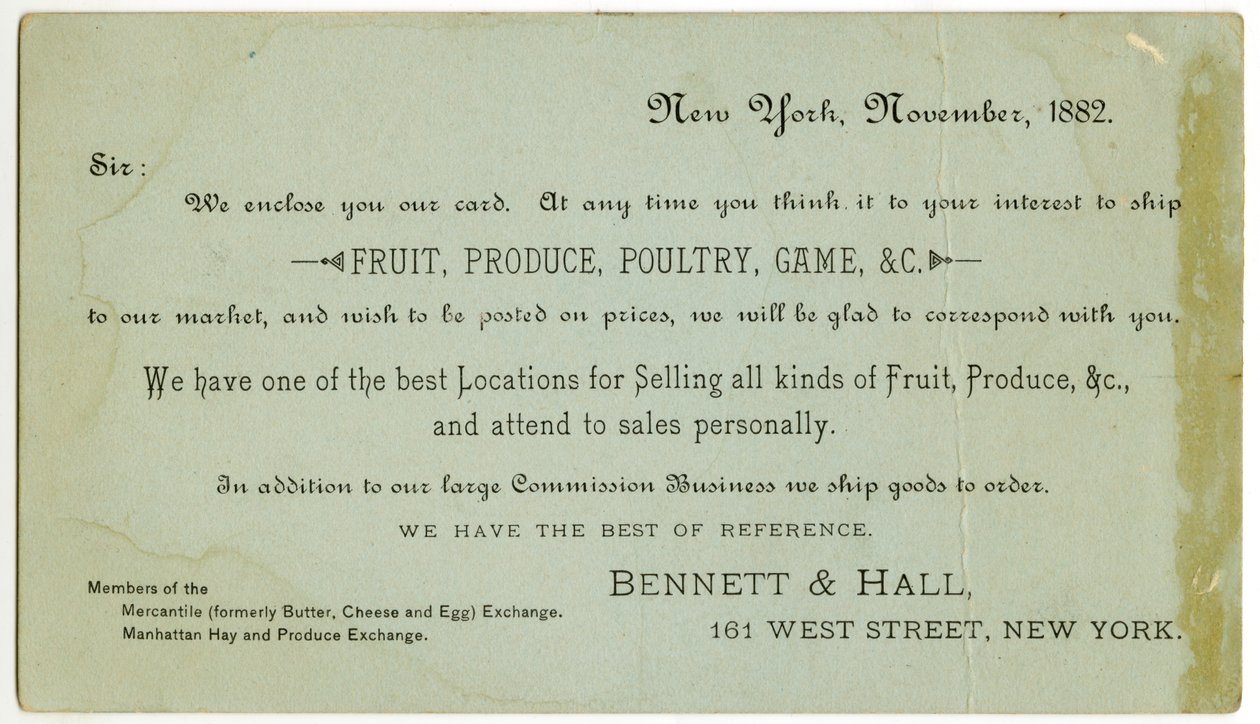 New York, November, 1882.
Sir:
We enclose you our card. At any time you think it to your interest to ship
FRUIT, PRODUCE, POULTRY, GAME, &C.
to our market, and wish to be posted on prices, we will be glad to correspond with you.
We have one of the best Locations for Selling all kinds of Fruit, Produce, &c.,
and attend to sales personally.
In addition to our large Commission Business we ship goods to order.
WE HAVE THE BEST OF REFERENCE.
Members of the
Mercantile (formerly Butter, Cheese and Egg) Exchange.
Manhattan Hay and Produce Exchange.
BENNETT & HALL,
161 WEST STREET, NEW YORK.